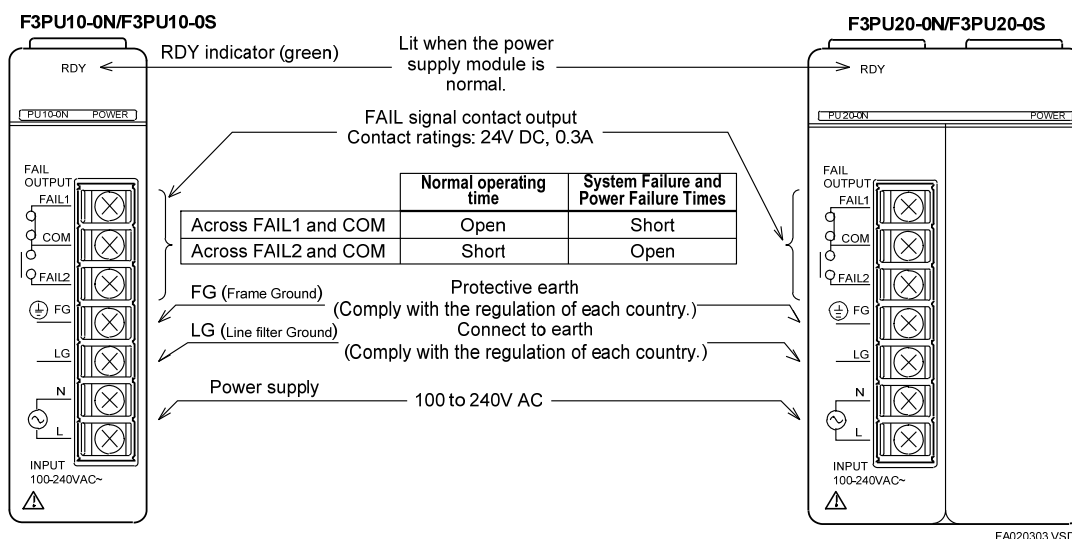 F3PU10-0N/F3PU10-0S
F3PU20-0N/F3PU20-0S
RDY
RDY indicator (green)
Lit when the power
supply module is
normal.
RDY
PU10-0N POWER
PU20-0N POWER
FAIL signal contact output
Contact ratings: 24V DC, 0.3A
Normal operating
time
System Failure and
Power Failure Times
Across FAIL1 and COM Open Short
Across FAIL2 and COM Short Open
FG (Frame Ground)
Protective earth
(Comply with the regulation of each country.)
LG (Line filter Ground)
Connect to earth
(Comply with the regulation of each country.)
Power supply
100 to 240V AC
FAIL
OUTPUT
FAIL1
COM
FAIL2
FG
LG
N
L
INPUT
100-240VAC~
FAIL
OUTPUT
FAIL1
COM
FAIL2
FG
LG
N
L
INPUT
100-240VAC~
FA020303.VSD